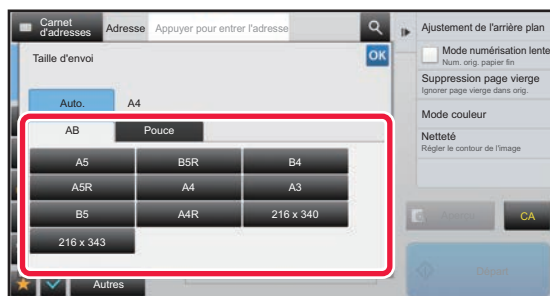 Carnet
d'adresses
Adresse
Appuyer pour entrer l'adresse
Taille d'envoi
OK
Auto.
A4
AB
Pouce
A5
B5R
B4
A5R
A4
A3
B5
A4R
216 x 340
216 x 343
Autres
Ajustement de l'arrière plan
Mode numérisation lente
Num. orig. papier fin
Suppression page vierge
Ignorer page vierge dans orig.
Mode couleur
Netteté
Régler le contour de l'image
CA
Départ